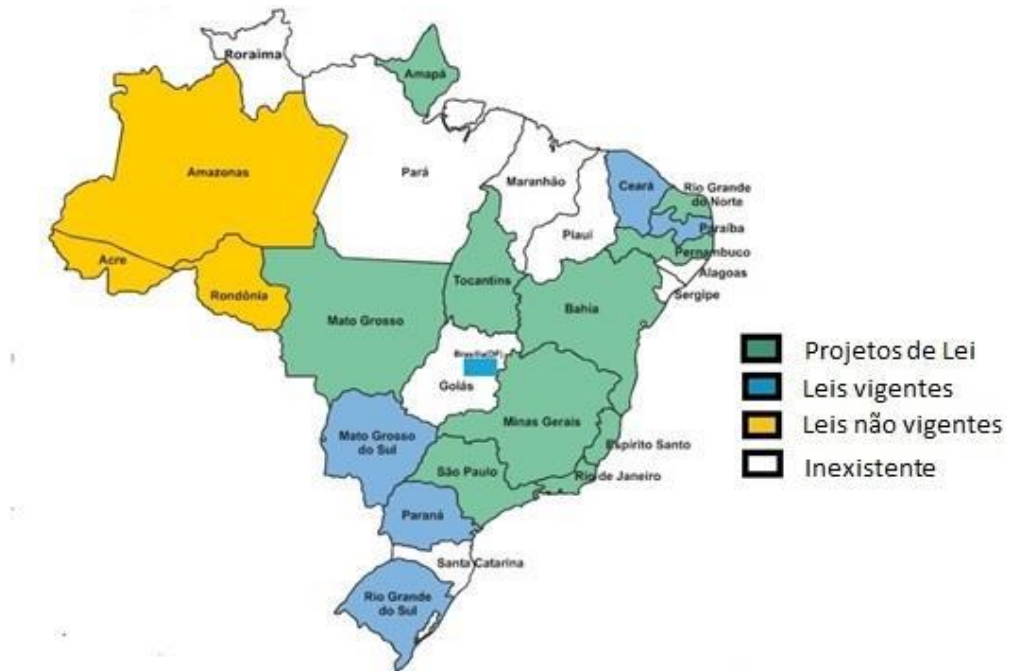 Roraima
Amapá
Amazonas
Pará
Maranhão
Ceará
Rio Grande
do Norte
Paraíba
Piauí
Pernambuco
Acre
Rondônia
Tocantins
Alagoas
Sergipe
Bahia
Mato Grosso
Brasília(DF)
Goiás
Minas Gerais
Mato Grosso
do Sul
Espírito Santo
São Paulo
Rio de Janeiro
Paraná
Santa Catarina
Rio Grande
do Sul
Projetos de Lei
Leis vigentes
Leis não vigentes
Inexistente